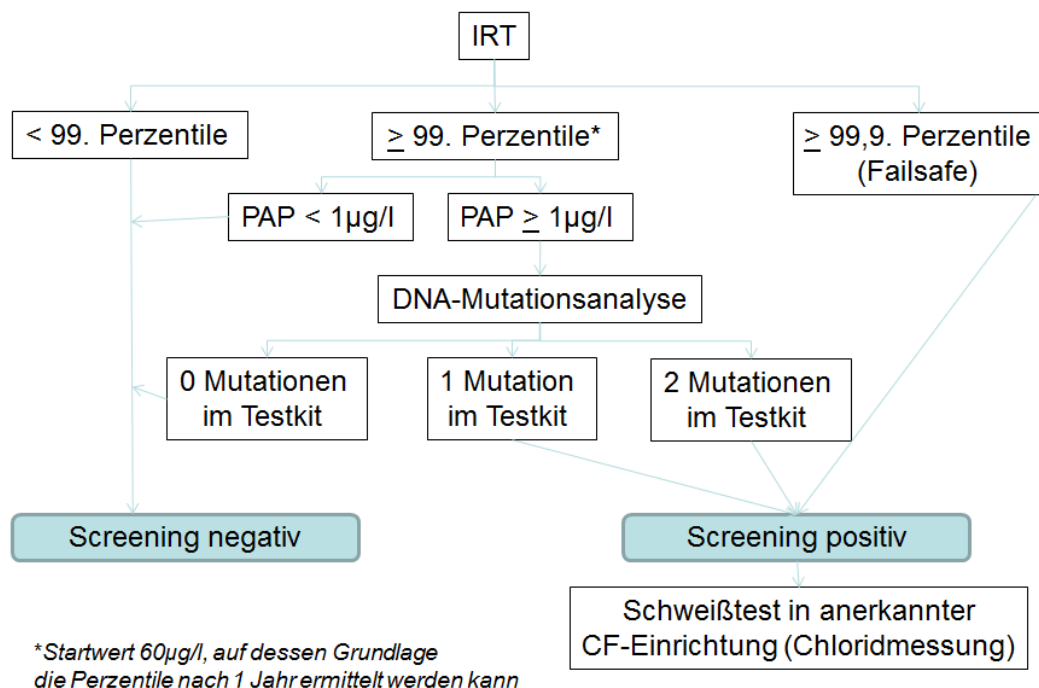 IRT
< 99. Perzentile
≥ 99. Perzentile*
≥ 99,9. Perzentile
(Failsafe)
PAP < 1µg/l
PAP ≥ 1µg/l
DNA-Mutationsanalyse
0 Mutationen
im Testkit
1 Mutation
im Testkit
2 Mutationen
im Testkit
Screening negativ
Screening positiv
Schweißtest in anerkannter
CF-Einrichtung (Chloridmessung)
*Startwert 60µg/l, auf dessen Grundlage
die Perzentile nach 1 Jahr ermittelt werden kann